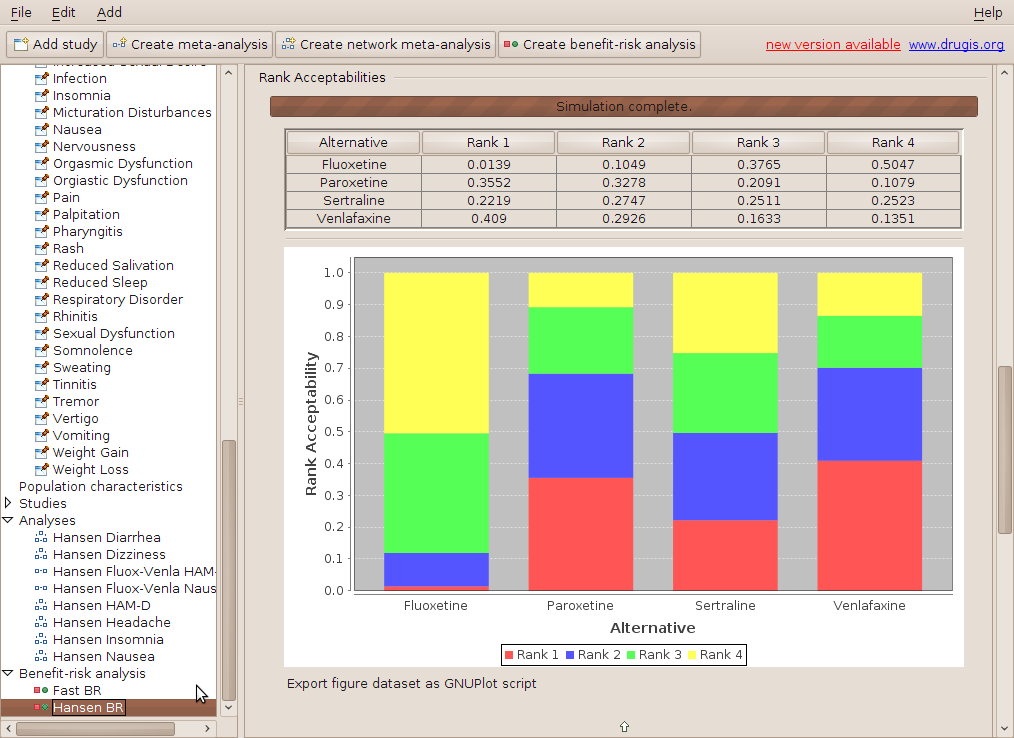 File Edit Add Help
Add study Create meta-analysis Create network meta-analysis Create benefit-risk analysis new version available www.drugis.org
Infection
Insomnia
Micturation Disturbances
Nausea
Nervousness
Orgasmic Dysfunction
Orgiastic Dysfunction
Pain
Palpitation
Pharyngitis
Rash
Reduced Salivation
Reduced Sleep
Respiratory Disorder
Rhinitis
Sexual Dysfunction
Somnolence
Sweating
Tinnitis
Tremor
Vertigo
Vomiting
Weight Gain
Weight Loss
Population characteristics
Studies
Analyses
Hansen Diarrhea
Hansen Dizziness
Hansen Fluox-Venla HAM-
Hansen Fluox-Venla Naus
Hansen HAM-D
Hansen Headache
Hansen Insomnia
Hansen Nausea
Benefit-risk analysis
Fast BR
Hansen BR
Rank Acceptabilities
Simulation complete.
Alternative Rank 1 Rank 2 Rank 3 Rank 4
Fluoxetine 0.0139 0.1049 0.3765 0.5047
Paroxetine 0.3552 0.3278 0.2091 0.1079
Sertraline 0.2219 0.2747 0.2511 0.2523
Venlafaxine 0.409 0.2926 0.1633 0.1351
Rank Acceptability
1.0
0.9
0.8
0.7
0.6
0.5
0.4
0.3
0.2
0.1
0.0
Fluoxetine Paroxetine Sertraline Venlafaxine
Alternative
Rank 1 Rank 2 Rank 3 Rank 4
Export figure dataset as GNUPlot script